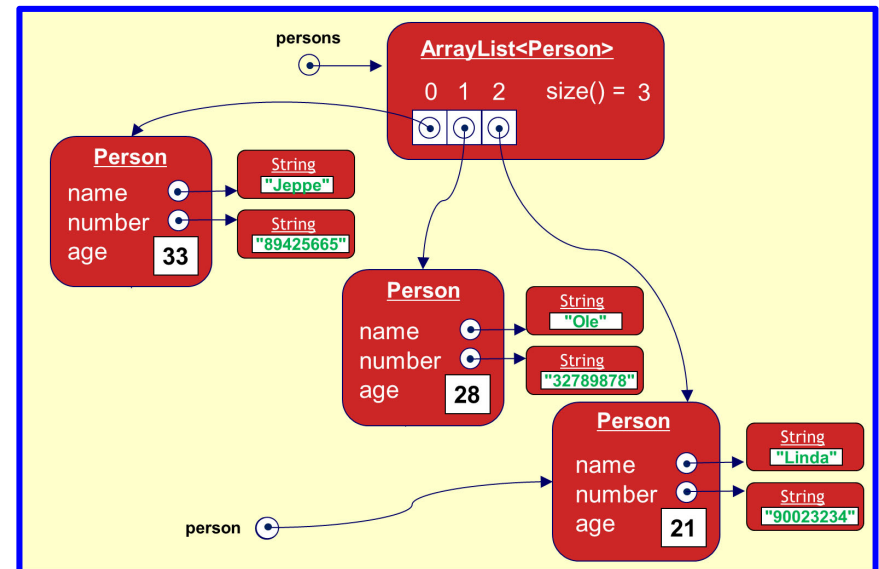 persons
ArrayList<Person>
0 1 2 size() = 3
Person
name
number
age 33
String
"Jeppe"
String
"89425665"
Person
name
number
age 28
String
"Ole"
String
"32789878"
Person
name
number
age 21
String
"Linda"
String
"90023234"
person